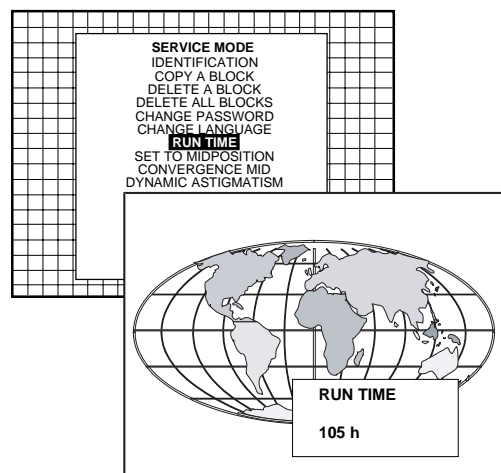 SERVICE MODE
IDENTIFICATION
COPY A BLOCK
DELETE A BLOCK
DELETE ALL BLOCKS
CHANGE PASSWORD
CHANGE LANGUAGE
RUN TIME
SET TO MIDPOSITION
CONVERGENCE MID
DYNAMIC ASTIGMATISM
RUN TIME
105 h